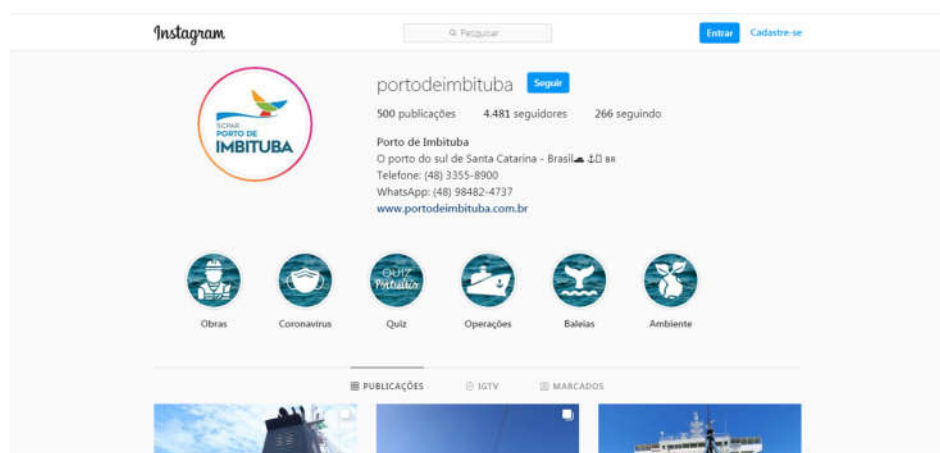 Instagram
Pesquisar
Entrar
Cadastre-se
SCPAR
PORTO DE
IMBITUBA
portodeimbituba
Seguir
500 publicações 4.481 seguidores 266 seguindo
Porto de Imbituba
O porto do sul de Santa Catarina - Brasil
Telefone: (48) 3355-8900
WhatsApp: (48) 98482-4737
www.portodeimbituba.com.br
QUIZ
Portuário
Obras Coronavírus Quiz Operações Baleias Ambiente
PUBLICAÇÕES IGTV MARCADOS